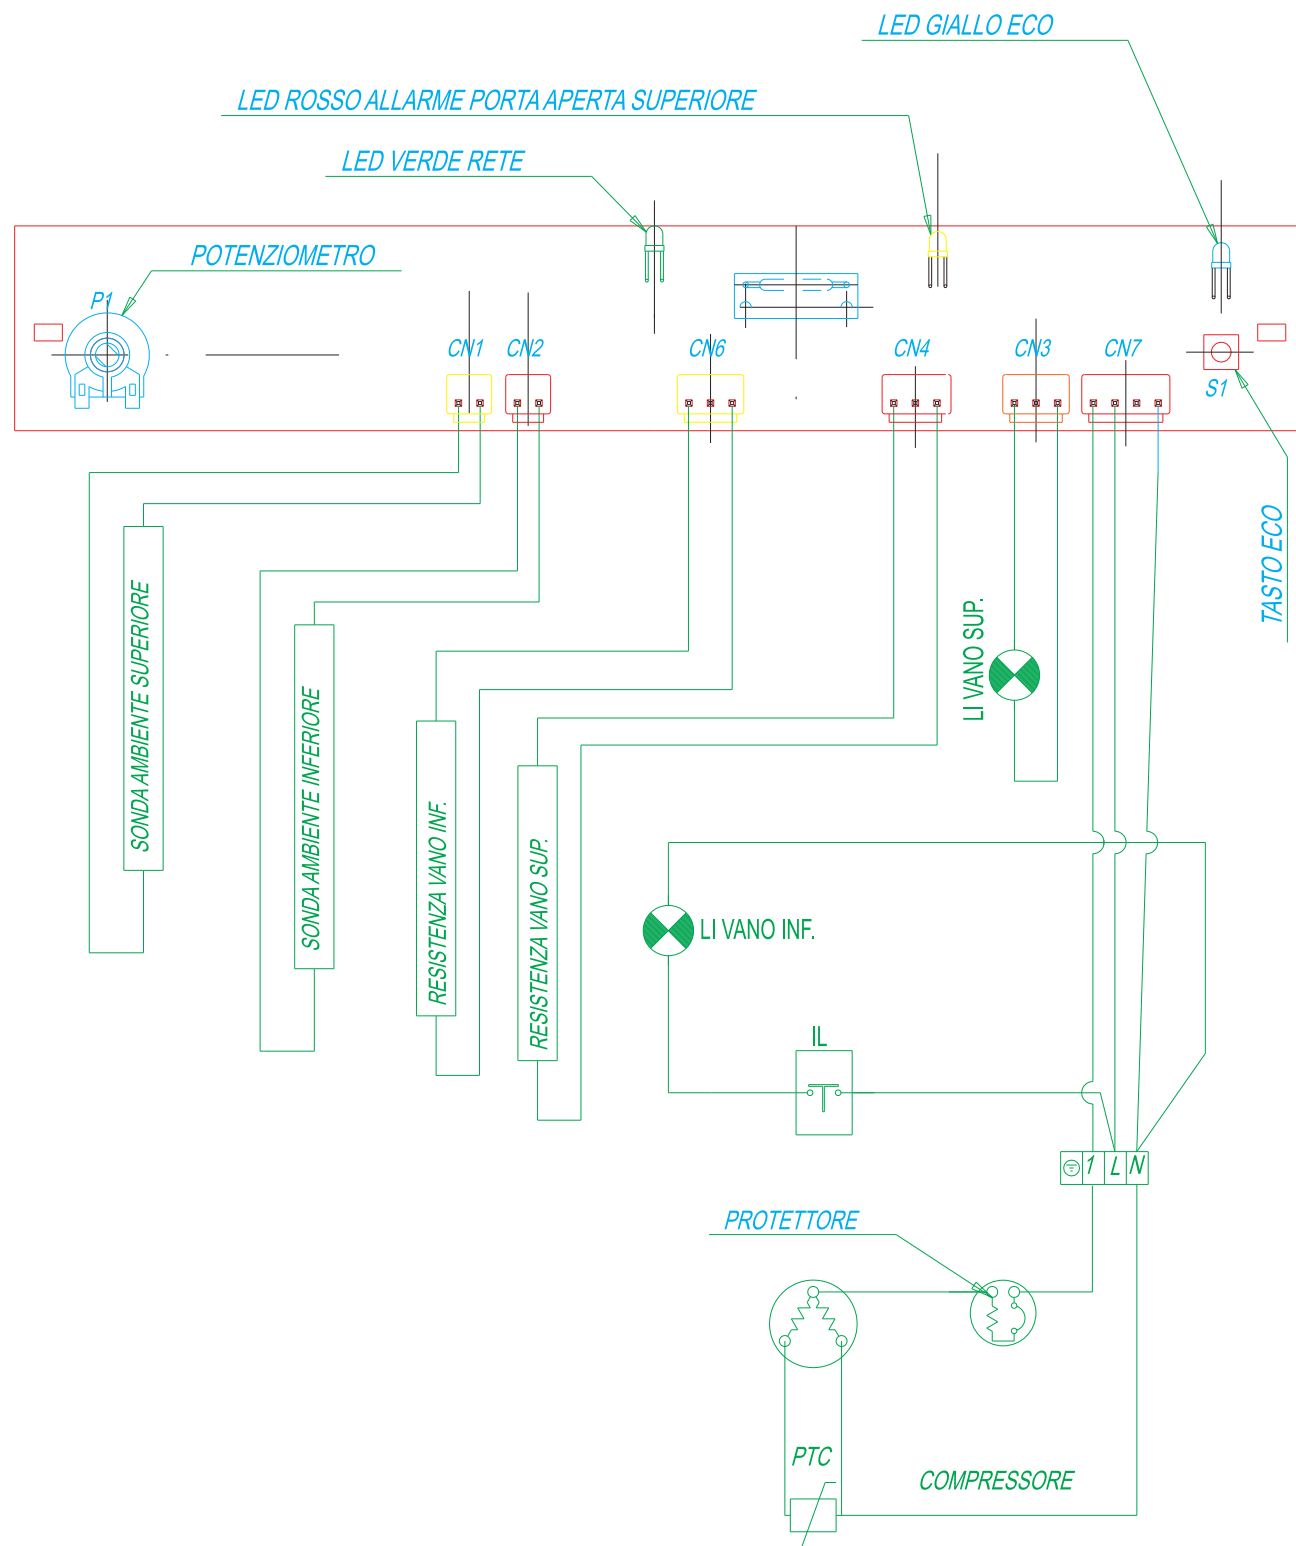 LED GIALLO ECO
LED ROSSO ALLARME PORTA APERTA SUPERIORE
LED VERDE RETE
POTENZIOMETRO
P1
CN1
CN2
CN6
CN4
CN3
CN7
S1
TASTO ECO
SONDA AMBIENTE SUPERIORE
SONDA AMBIENTE INFERIORE
RESISTENZA VANO INF.
RESISTENZA VANO SUP.
LI VANO SUP.
LI VANO INF.
IL
1 L N
PROTETTORE
PTC
COMPRESSORE